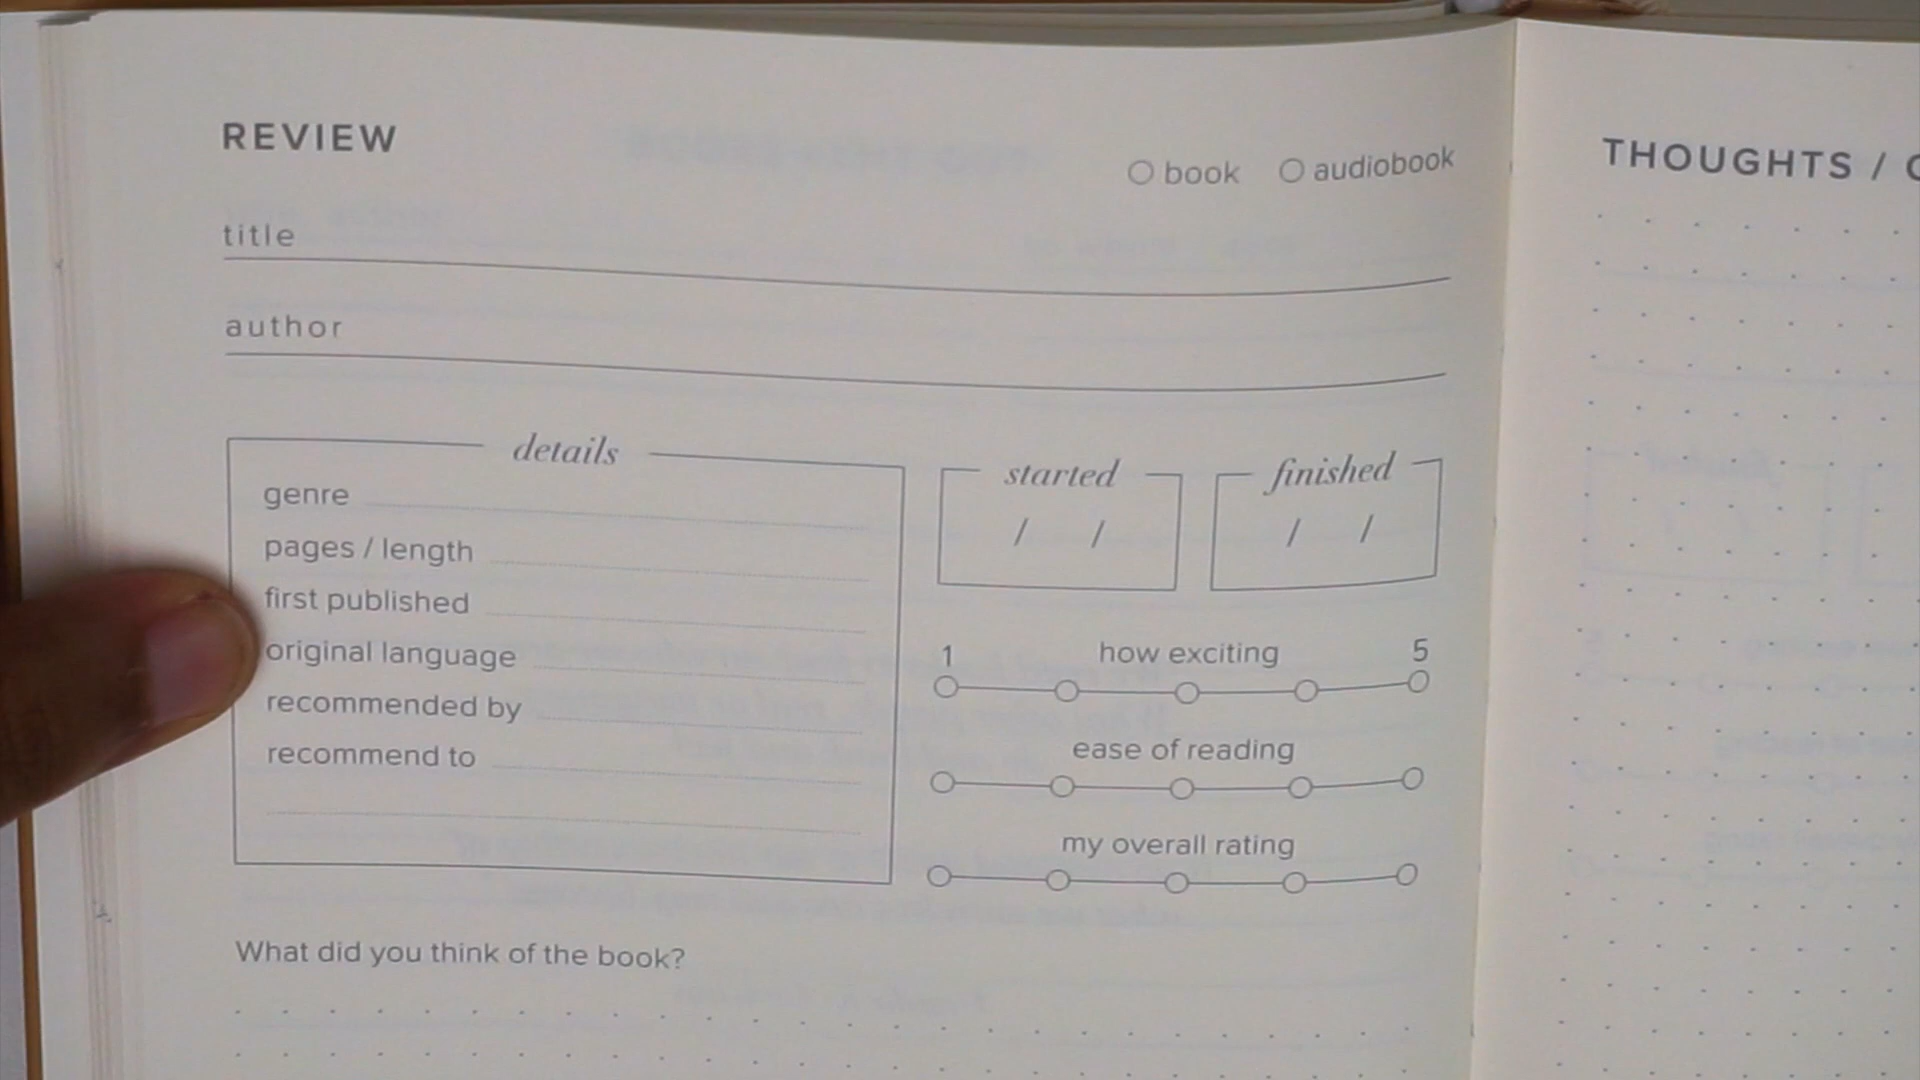 REVIEW
book audiobook
title
author
details
genre
pages / length
first published
original language
recommended by
recommend to
started
/ /
finished
/ /
1 how exciting 5
ease of reading
my overall rating
What did you think of the book?
THOUGHTS /